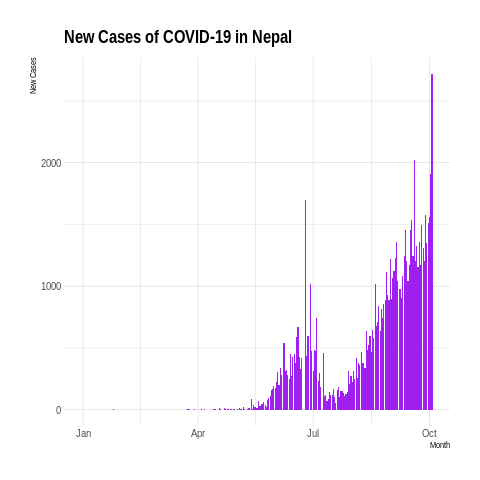 New Cases of COVID-19 in Nepal
New Cases
2000
1000
0
Jan Apr Jul Oct
Month